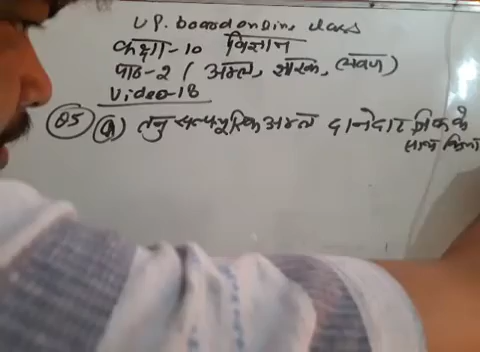 U.P. board online class
कक्षा-10 विज्ञान
पाठ-2 (अम्ल, क्षारक, लवण)
Video-18
Q5 (a) तनु सल्फ्यूरिक अम्ल दानेदार जिंक के
साथ क्रिया